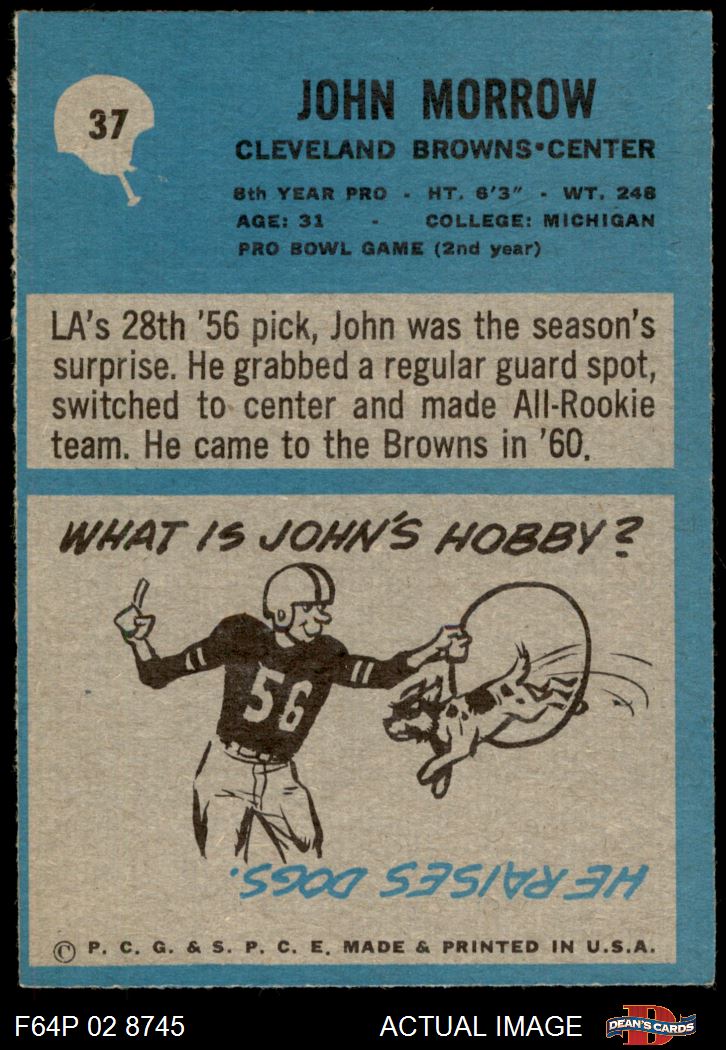 37
JOHN MORROW
CLEVELAND BROWNS•CENTER
8th YEAR PRO - HT. 6'3" - WT. 248
AGE: 31 - COLLEGE: MICHIGAN
PRO BOWL GAME (2nd year)
LA's 28th '56 pick, John was the season's
surprise. He grabbed a regular guard spot,
switched to center and made All-Rookie
team. He came to the Browns in '60.
WHAT IS JOHN'S HOBBY?
56
HE RAISES DOGS.
© P. C. G. & S. P. C. E. MADE & PRINTED IN U.S.A.
F64P 02 8745 ACTUAL IMAGE
D
DEAN'S CARDS